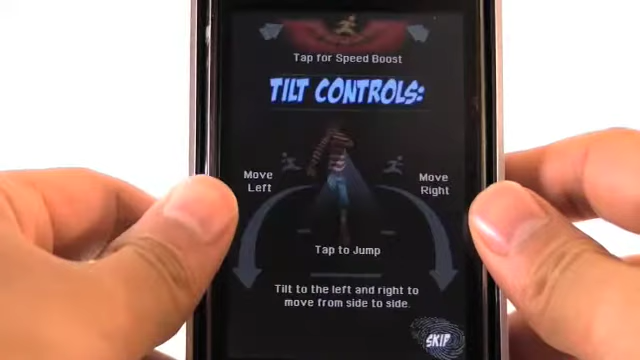 Tap for Speed Boost
TILT CONTROLS:
Move
Left
Move
Right
Tap to Jump
Tilt to the left and right to
move from side to side.
SKIP